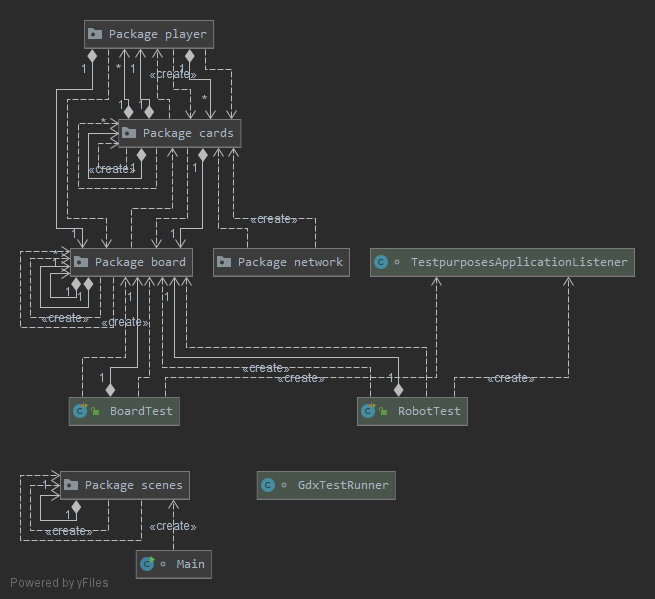 Package player
1
*
1
«create»
1
1
1
*
*
Package cards
«create»
1
1
«create»
1
1
Package board
Package network
TestpurposesApplicationListener
1
1
«create»
1
«create»
1
«create»
«create»
«create»
1
1
BoardTest
RobotTest
1
Package scenes
GdxTestRunner
1
«create»
«create»
Main
Powered by yFiles